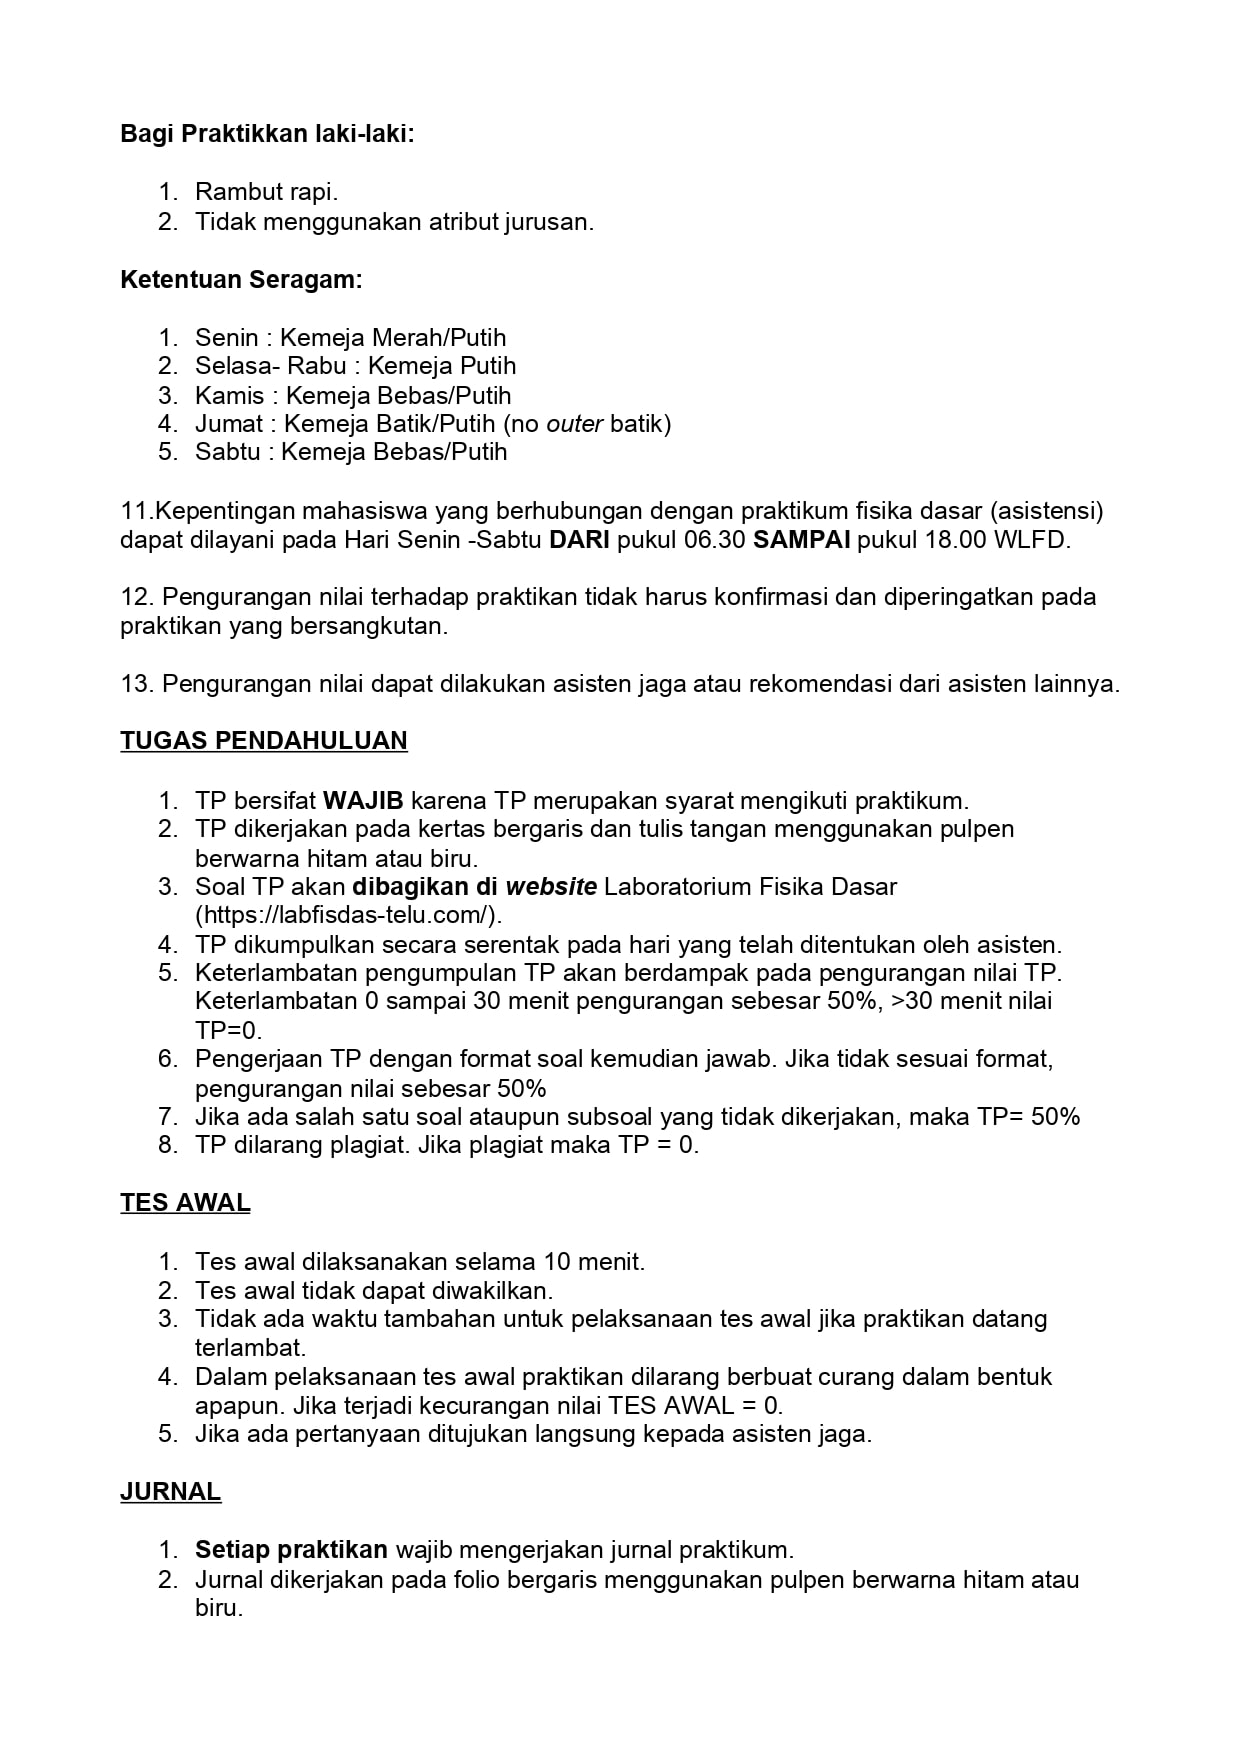 Bagi Praktikkan laki-laki:
1. Rambut rapi.
2. Tidak menggunakan atribut jurusan.
Ketentuan Seragam:
1. Senin : Kemeja Merah/Putih
2. Selasa- Rabu : Kemeja Putih
3. Kamis : Kemeja Bebas/Putih
4. Jumat : Kemeja Batik/Putih (no outer batik)
5. Sabtu : Kemeja Bebas/Putih
11.Kepentingan mahasiswa yang berhubungan dengan praktikum fisika dasar (asistensi)
dapat dilayani pada Hari Senin -Sabtu DARI pukul 06.30 SAMPAI pukul 18.00 WLFD.
12. Pengurangan nilai terhadap praktikan tidak harus konfirmasi dan diperingatkan pada
praktikan yang bersangkutan.
13. Pengurangan nilai dapat dilakukan asisten jaga atau rekomendasi dari asisten lainnya.
TUGAS PENDAHULUAN
1. TP bersifat WAJIB karena TP merupakan syarat mengikuti praktikum.
2. TP dikerjakan pada kertas bergaris dan tulis tangan menggunakan pulpen
berwarna hitam atau biru.
3. Soal TP akan dibagikan di website Laboratorium Fisika Dasar
(https://labfisdas-telu.com/).
4. TP dikumpulkan secara serentak pada hari yang telah ditentukan oleh asisten.
5. Keterlambatan pengumpulan TP akan berdampak pada pengurangan nilai TP.
Keterlambatan 0 sampai 30 menit pengurangan sebesar 50%, >30 menit nilai
TP=0.
6. Pengerjaan TP dengan format soal kemudian jawab. Jika tidak sesuai format,
pengurangan nilai sebesar 50%
7. Jika ada salah satu soal ataupun subsoal yang tidak dikerjakan, maka TP= 50%
8. TP dilarang plagiat. Jika plagiat maka TP = 0.
TES AWAL
1. Tes awal dilaksanakan selama 10 menit.
2. Tes awal tidak dapat diwakilkan.
3. Tidak ada waktu tambahan untuk pelaksanaan tes awal jika praktikan datang
terlambat.
4. Dalam pelaksanaan tes awal praktikan dilarang berbuat curang dalam bentuk
apapun. Jika terjadi kecurangan nilai TES AWAL = 0.
5. Jika ada pertanyaan ditujukan langsung kepada asisten jaga.
JURNAL
1. Setiap praktikan wajib mengerjakan jurnal praktikum.
2. Jurnal dikerjakan pada folio bergaris menggunakan pulpen berwarna hitam atau
biru.